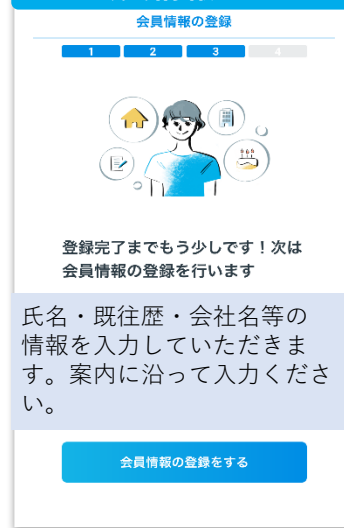 会員情報の登録
1 2 3 4
登録完了までもう少しです！次は
会員情報の登録を行います
氏名・既往歴・会社名等の
情報を入力していただきま
す。案内に沿って入力くださ
い。
会員情報の登録をする